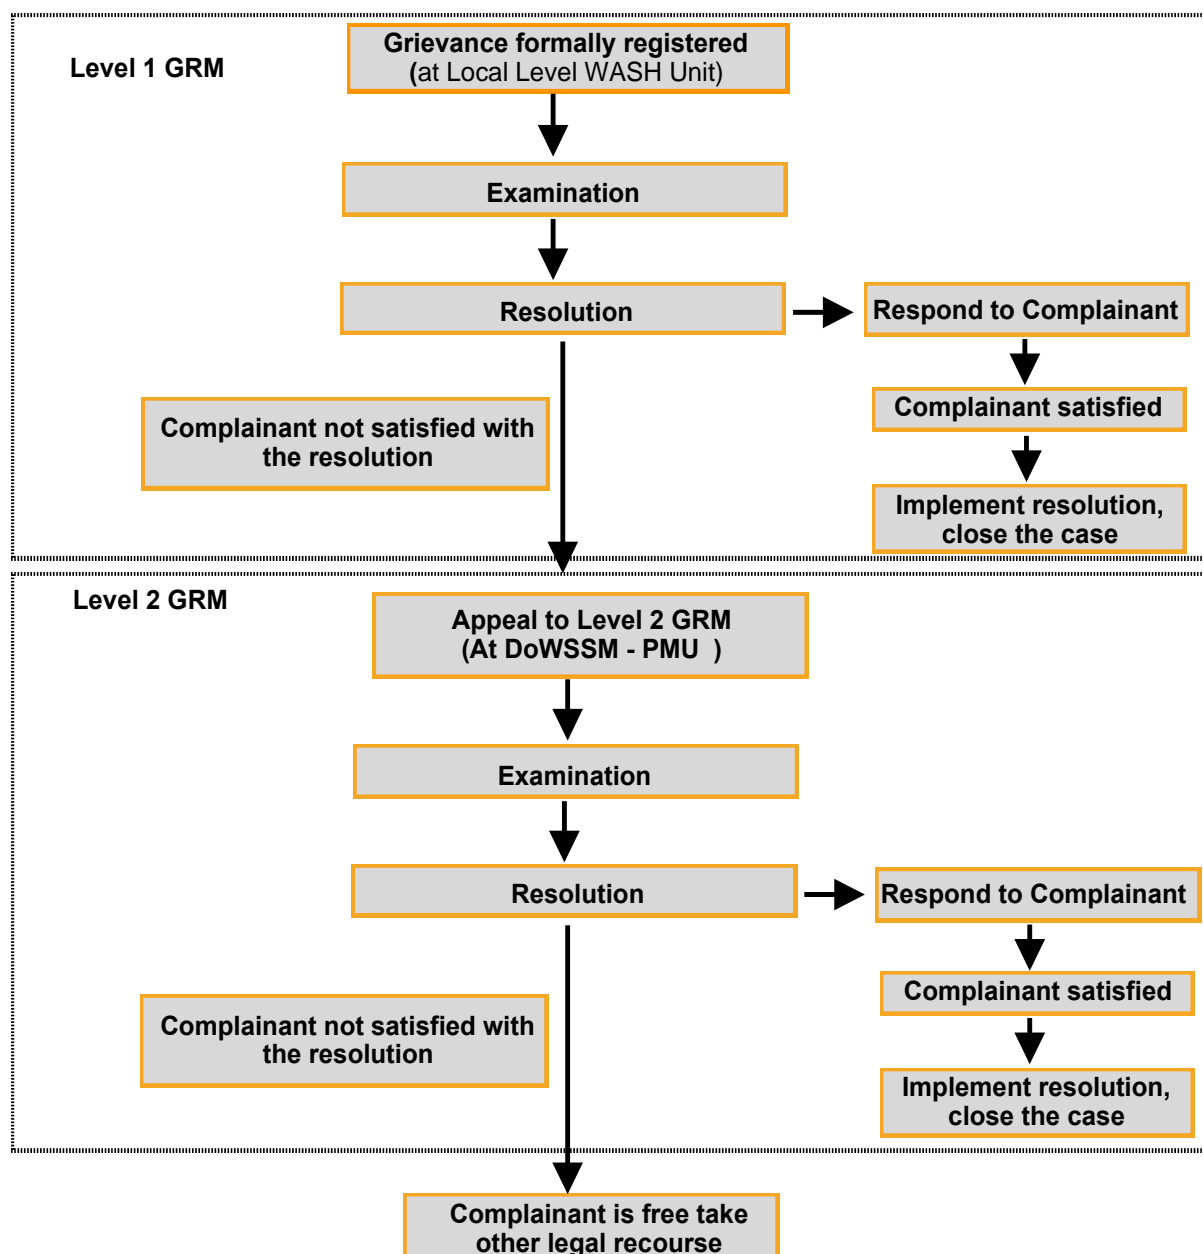 Level 1 GRM
Grievance formally registered
(at Local Level WASH Unit)
Examination
Resolution
Respond to Complainant
Complainant satisfied
Implement resolution,
close the case
Complainant not satisfied with
the resolution
Level 2 GRM
Appeal to Level 2 GRM
(At DoWSSM - PMU )
Examination
Resolution
Respond to Complainant
Complainant satisfied
Implement resolution,
close the case
Complainant not satisfied with
the resolution
Complainant is free take
other legal recourse